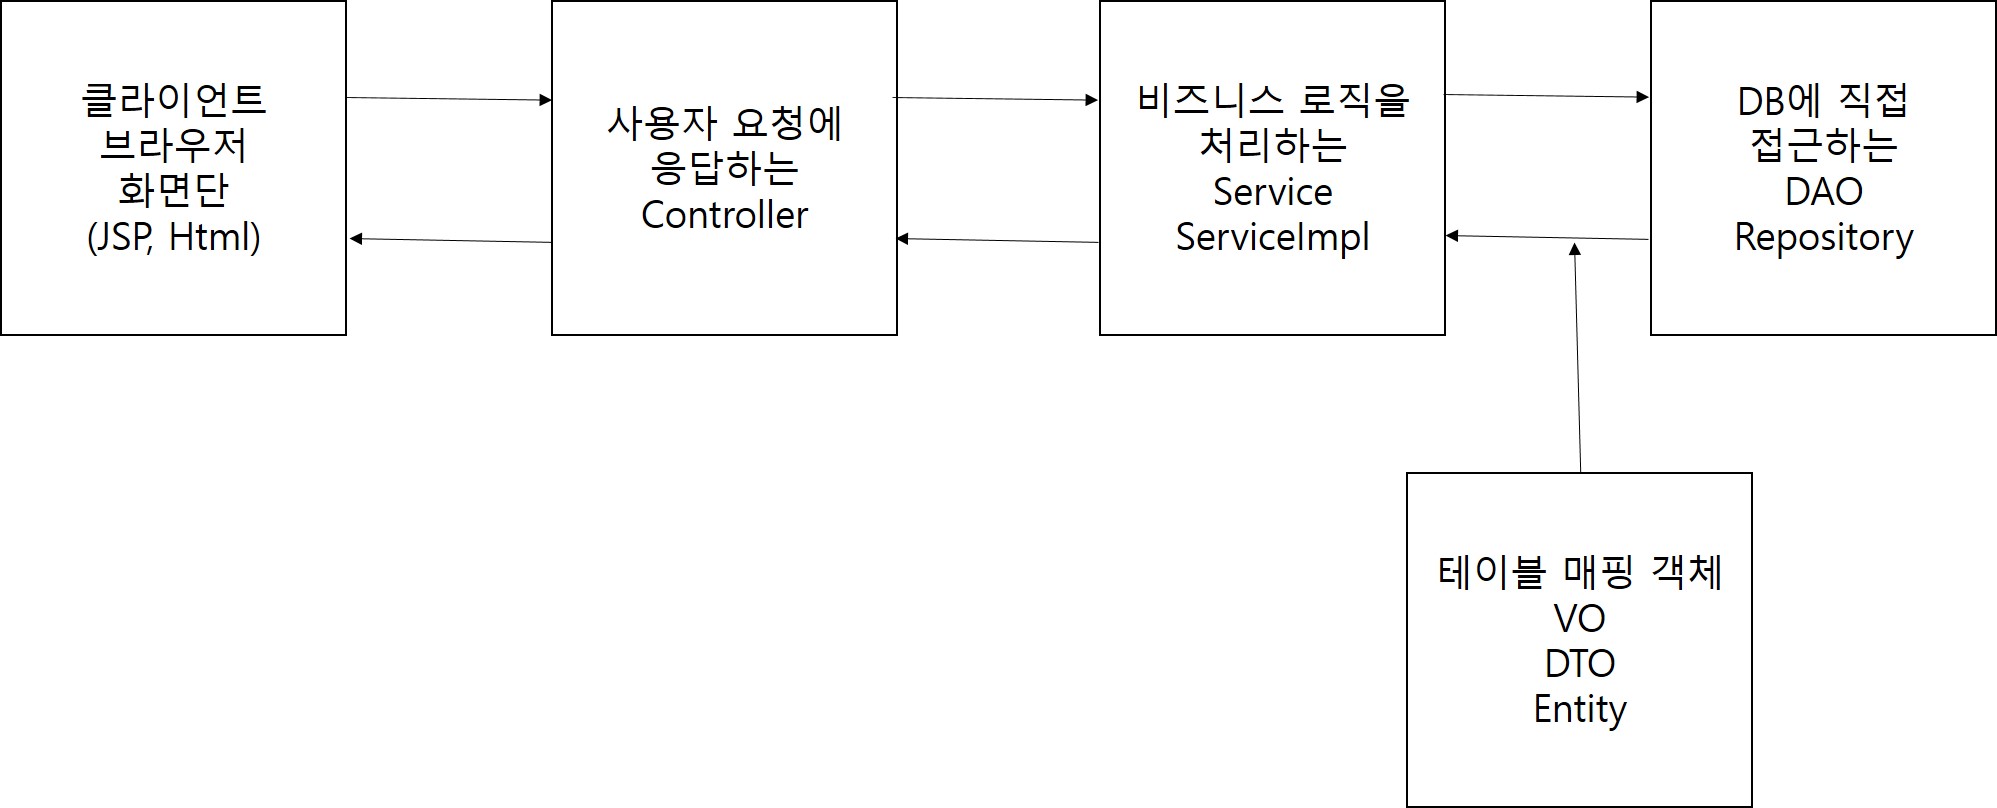 클라이언트
브라우저
화면단
(JSP, Html)
사용자 요청에
응답하는
Controller
비즈니스 로직을
처리하는
Service
ServiceImpl
DB에 직접
접근하는
DAO
Repository
테이블 매핑 객체
VO
DTO
Entity